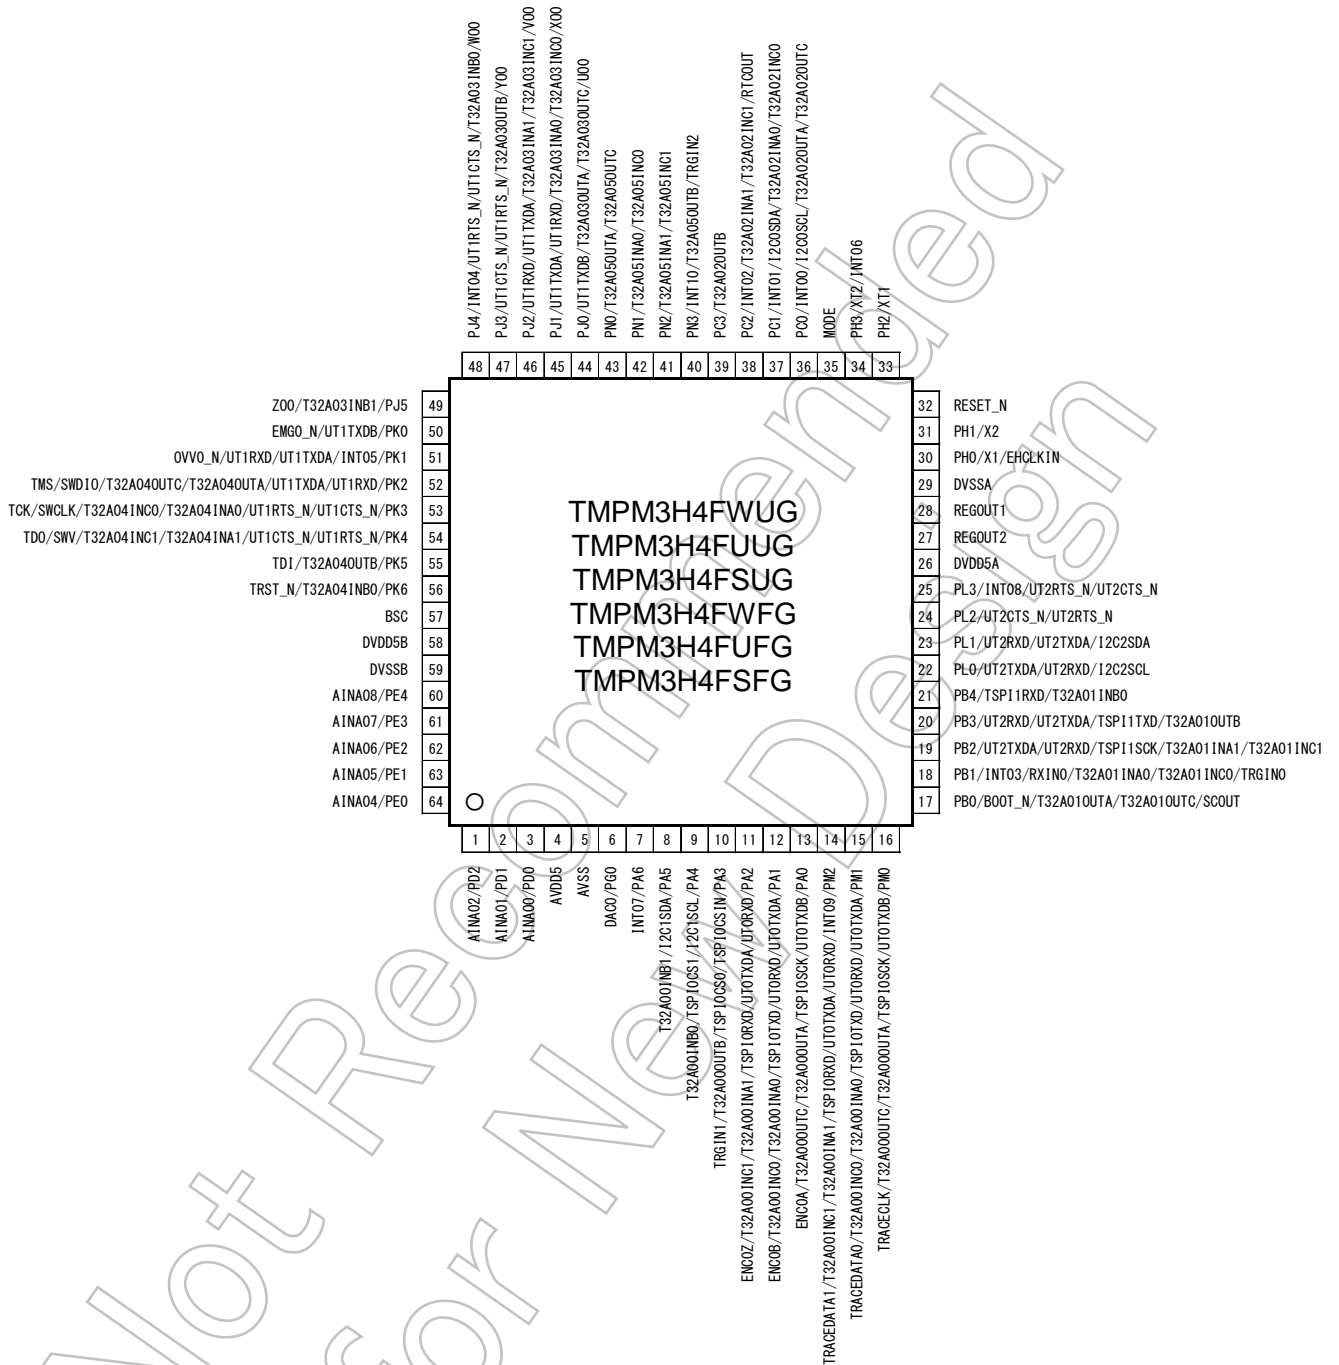 PJ4/INT04/UT1RTS_N/UT1CTS_N/T32A03INB0/WO0
PJ3/UT1CTS_N/UT1RTS_N/T32A03OUTB/YO0
PJ2/UT1RXD/UT1TXDA/T32A03INA1/T32A03INC1/VO0
PJ1/UT1TXDA/UT1RXD/T32A03INA0/T32A03INC0/XO0
PJ0/UT1TXDB/T32A03OUTA/T32A03OUTC/UO0
PN0/T32A05OUTA/T32A05OUTC
PN1/T32A05INA0/T32A05INC0
PN2/T32A05INA1/T32A05INC1
PN3/INT10/T32A05OUTB/TRGIN2
PC3/T32A02OUTB
PC2/INT02/T32A02INA1/T32A02INC1/RTCOUT
PC1/INT01/I2C0SDA/T32A02INA0/T32A02INC0
PC0/INT00/I2C0SCL/T32A02OUTA/T32A02OUTC
MODE
PH3/XT2/INT06
PH2/XT1
48 47 46 45 44 43 42 41 40 39 38 37 36 35 34 33
ZO0/T32A03INB1/PJ5 49
EMG0_N/UT1TXDB/PK0 50
OVV0_N/UT1RXD/UT1TXDA/INT05/PK1 51
TMS/SWDIO/T32A04OUTC/T32A04OUTA/UT1TXDA/UT1RXD/PK2 52
TCK/SWCLK/T32A04INC0/T32A04INA0/UT1RTS_N/UT1CTS_N/PK3 53
TDO/SWV/T32A04INC1/T32A04INA1/UT1CTS_N/UT1RTS_N/PK4 54
TDI/T32A04OUTB/PK5 55
TRST_N/T32A04INB0/PK6 56
BSC 57
DVDD5B 58
DVSSB 59
AINA08/PE4 60
AINA07/PE3 61
AINA06/PE2 62
AINA05/PE1 63
AINA04/PE0 64
TMPM3H4FWUG
TMPM3H4FUUG
TMPM3H4FSUG
TMPM3H4FWFG
TMPM3H4FUFG
TMPM3H4FSFG
32 RESET_N
31 PH1/X2
30 PH0/X1/EHCLKIN
29 DVSSA
28 REGOUT1
27 REGOUT2
26 DVDD5A
25 PL3/INT08/UT2RTS_N/UT2CTS_N
24 PL2/UT2CTS_N/UT2RTS_N
23 PL1/UT2RXD/UT2TXDA/I2C2SDA
22 PL0/UT2TXDA/UT2RXD/I2C2SCL
21 PB4/TSPI1RXD/T32A01INB0
20 PB3/UT2RXD/UT2TXDA/TSPI1TXD/T32A01OUTB
19 PB2/UT2TXDA/UT2RXD/TSPI1SCK/T32A01INA1/T32A01INC1
18 PB1/INT03/RXIN0/T32A01INA0/T32A01INC0/TRGIN0
17 PB0/BOOT_N/T32A01OUTA/T32A01OUTC/SCOUT
1 2 3 4 5 6 7 8 9 10 11 12 13 14 15 16
AINA02/PD2
AINA01/PD1
AINA00/PD0
AVDD5
AVSS
DAC0/PG0
INT07/PA6
T32A00INB1/I2C1SDA/PA5
T32A00INB0/TSPI0CS1/I2C1SCL/PA4
TRGIN1/T32A00OUTB/TSPI0CS0/TSPI0CSIN/PA3
ENC0Z/T32A00INC1/T32A00INA1/TSPI0RXD/UT0TXDA/UT0RXD/PA2
ENC0B/T32A00INC0/T32A00INA0/TSPI0TXD/UT0RXD/UT0TXDA/PA1
ENC0A/T32A00OUTC/T32A00OUTA/TSPI0SCK/UT0TXDB/PA0
TRACEDATA1/T32A00INC1/T32A00INA1/TSPI0RXD/UT0TXDA/UT0RXD/INT09/PM2
TRACEDATA0/T32A00INC0/T32A00INA0/TSPI0TXD/UT0RXD/UT0TXDA/PM1
TRACECLK/T32A00OUTC/T32A00OUTA/TSPI0SCK/UT0TXDB/PM0
Not Recommended
for New Design